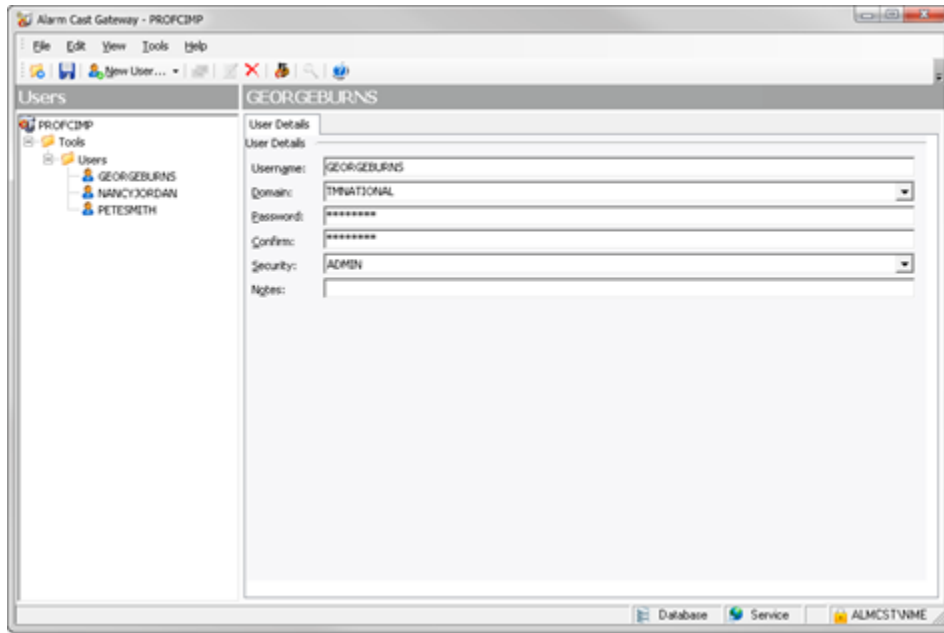 Alarm Cast Gateway - PROFCIMP
File Edit View Tools Help
New User...
Users
GEORGEBURNS
PROFCIMP
Tools
Users
GEORGEBURNS
NANCYJORDAN
PETESMITH
User Details
User Details
Username: GEORGEBURNS
Domain: TMNATIONAL
Password: ********
Confirm: ********
Security: ADMIN
Notes:
Database Service ALMCST\NME